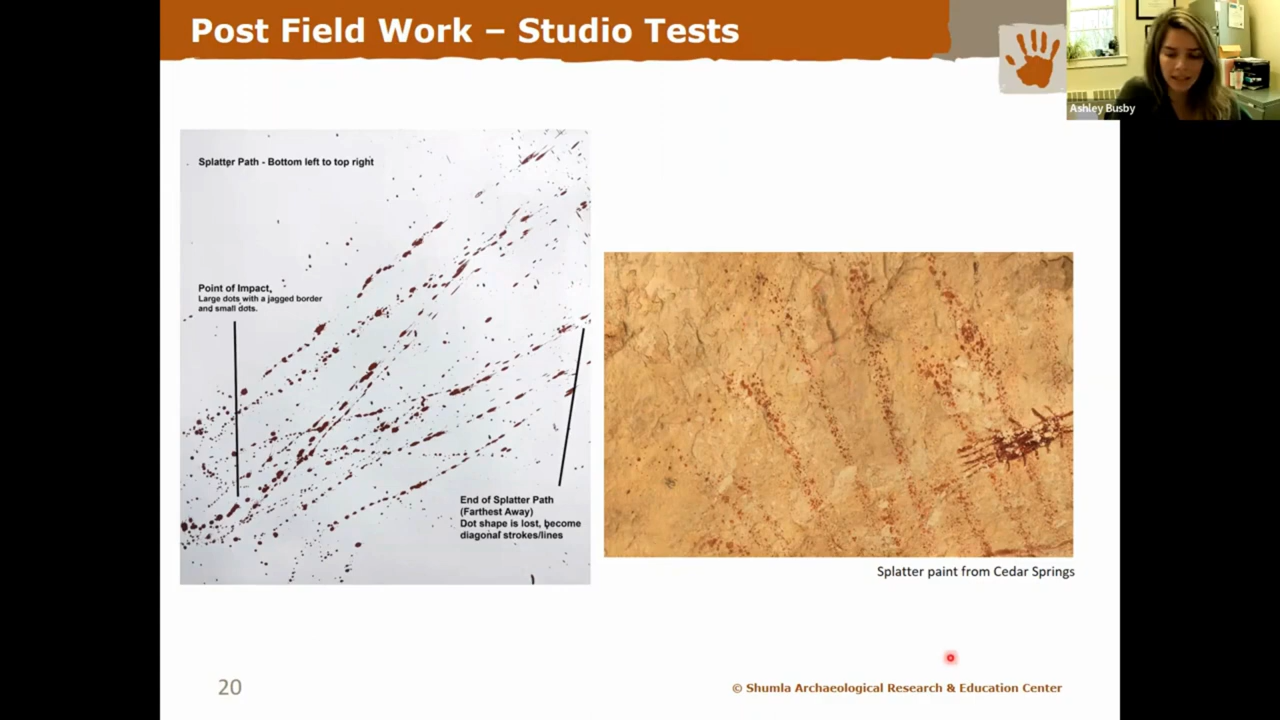 Post Field Work – Studio Tests
Ashley Busby
Splatter Path - Bottom left to top right
Point of Impact,
Large dots with a jagged border
and small dots.
End of Splatter Path
(Farthest Away)
Dot shape is lost, become
diagonal strokes/lines
Splatter paint from Cedar Springs
20
© Shumla Archaeological Research & Education Center